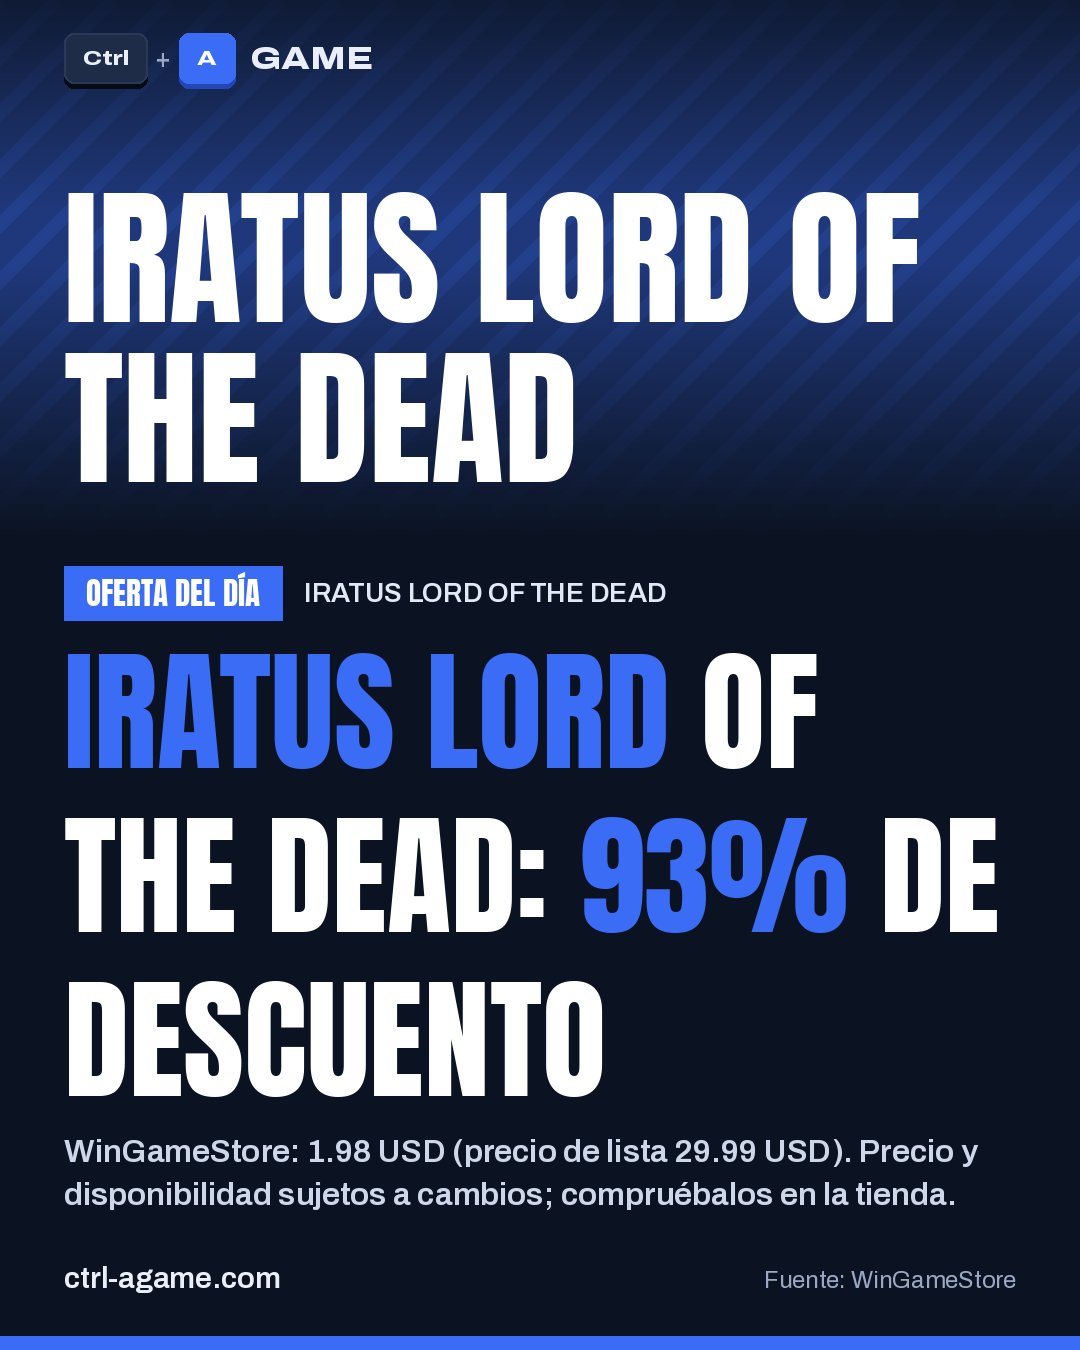 Ctrl + A GAME
IRATUS LORD OF
THE DEAD
OFERTA DEL DÍA IRATUS LORD OF THE DEAD
IRATUS LORD OF
THE DEAD: 93% DE
DESCUENTO
WinGameStore: 1.98 USD (precio de lista 29.99 USD). Precio y
disponibilidad sujetos a cambios; compruébalos en la tienda.
ctrl-agame.com Fuente: WinGameStore